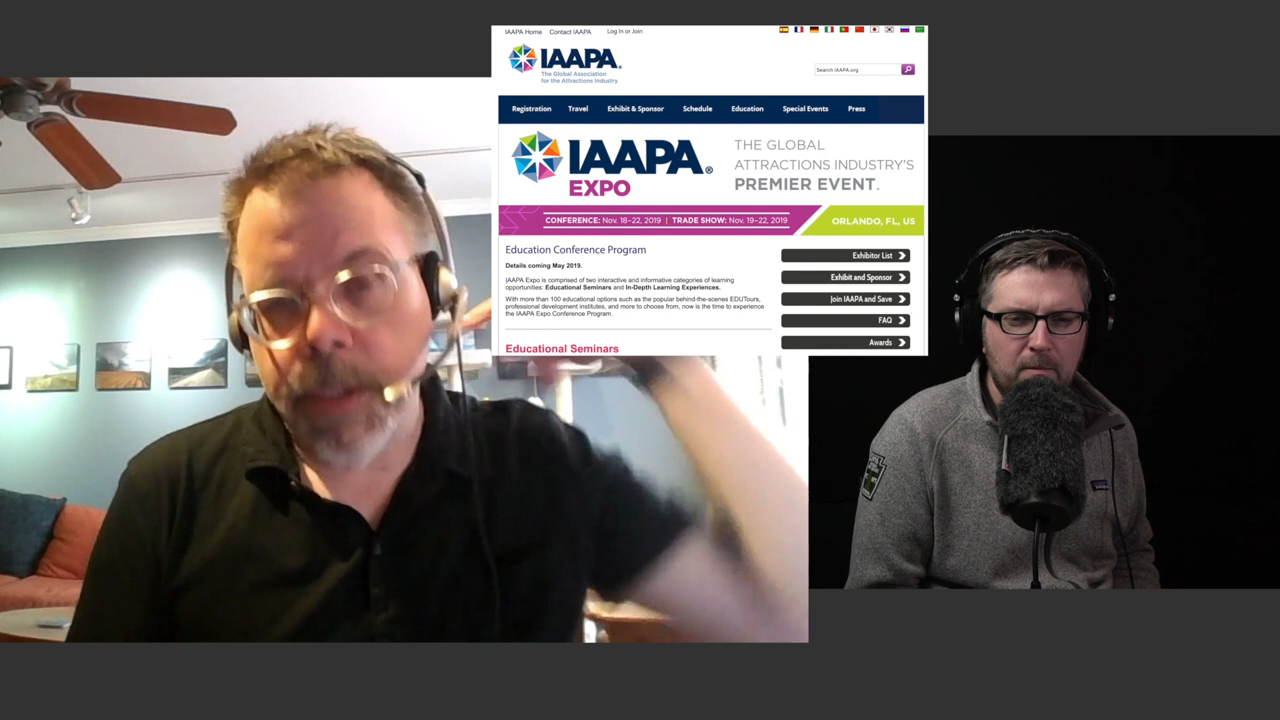 IAAPA Home Contact IAAPA Log In or Join
IAAPA®
The Global Association
for the Attractions Industry
Search IAAPA.org
Registration Travel Exhibit & Sponsor Schedule Education Special Events Press
IAAPA®
EXPO
THE GLOBAL
ATTRACTIONS INDUSTRY'S
PREMIER EVENT.
CONFERENCE: Nov. 18-22, 2019 | TRADE SHOW: Nov. 19-22, 2019
ORLANDO, FL, US
Education Conference Program
Details coming May 2019.
IAAPA Expo is comprised of two interactive and informative categories of learning
opportunities: Educational Seminars and In-Depth Learning Experiences.
With more than 100 educational options such as the popular behind-the-scenes EDUTours,
professional development institutes, and more to choose from, now is the time to experience
the IAAPA Expo Conference Program.
Educational Seminars
Exhibitor List
Exhibit and Sponsor
Join IAAPA and Save
FAQ
Awards